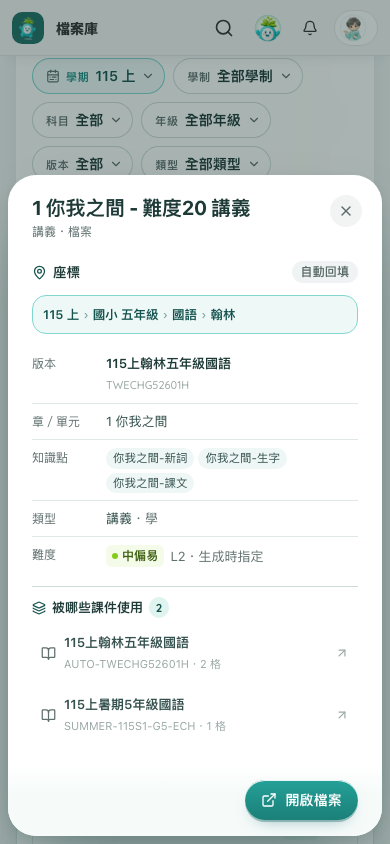 檔案庫
學期 115 上
學制 全部學制
科目 全部
年級 全部年級
版本 全部
類型 全部類型
1 你我之間 - 難度20 講義
講義 · 檔案
座標
自動回填
115 上 › 國小 五年級 › 國語 › 翰林
版本
115上翰林五年級國語
TWECHG52601H
章 / 單元
1 你我之間
知識點
你我之間-新詞
你我之間-生字
你我之間-課文
類型
講義 · 學
難度
中偏易
L2 · 生成時指定
被哪些課件使用 2
115上翰林五年級國語
AUTO-TWECHG52601H · 2 格
115上暑期5年級國語
SUMMER-115S1-G5-ECH · 1 格
開啟檔案